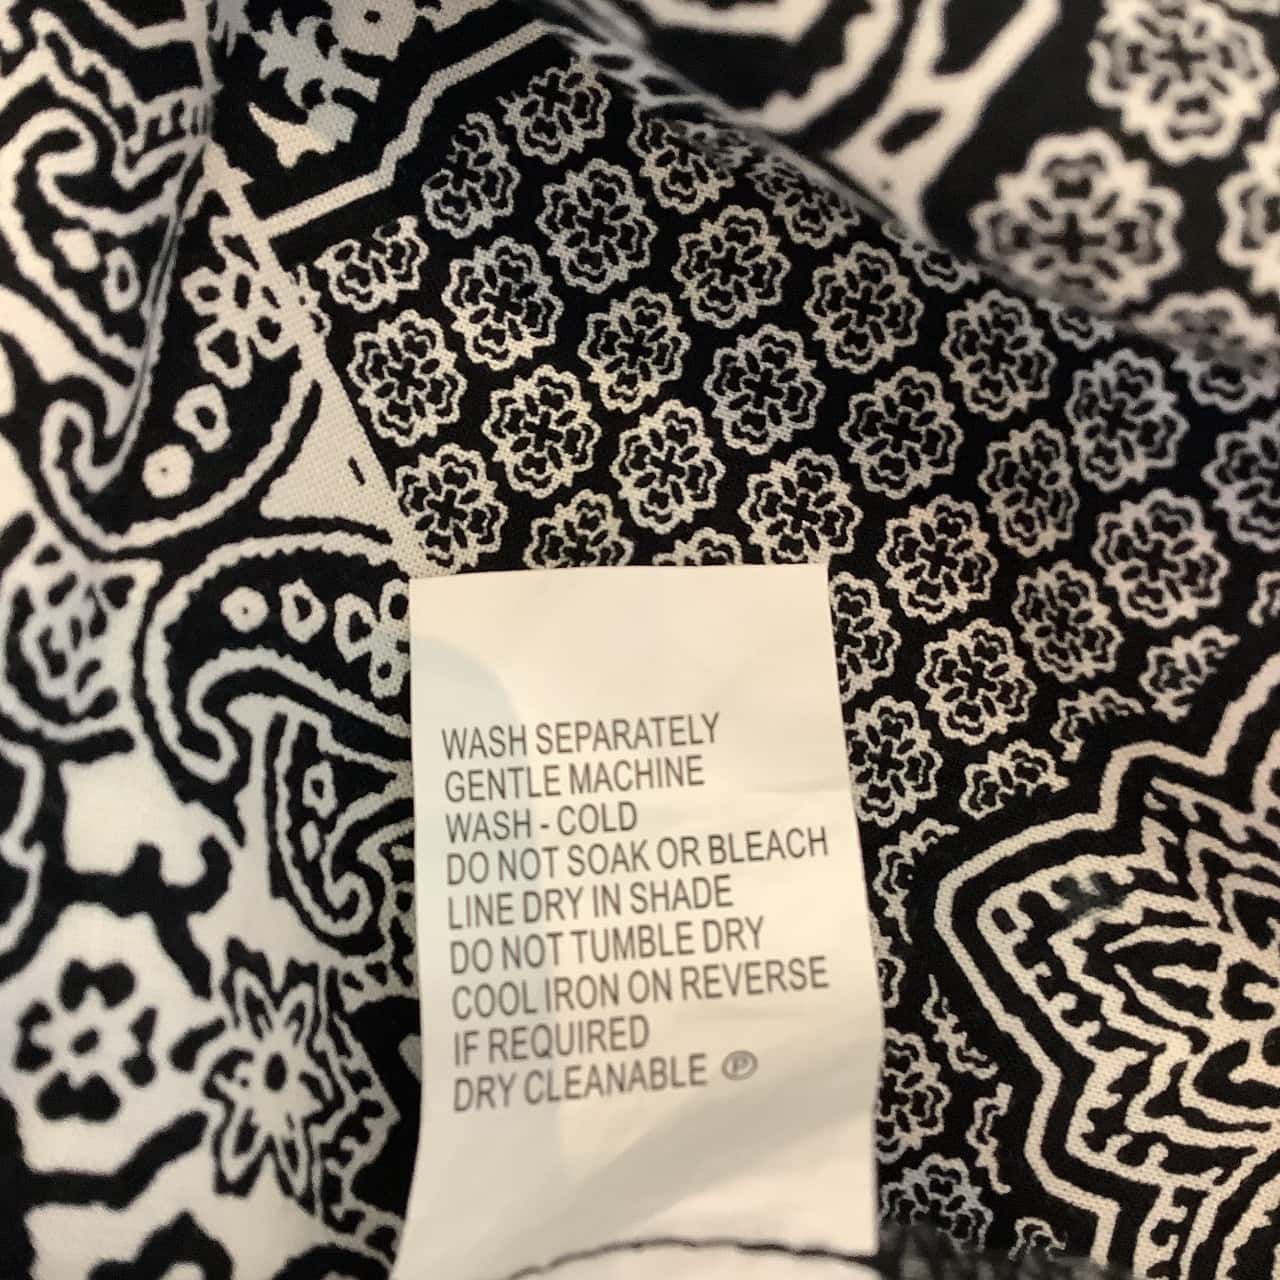 WASH SEPARATELY
GENTLE MACHINE
WASH - COLD
DO NOT SOAK OR BLEACH
LINE DRY IN SHADE
DO NOT TUMBLE DRY
COOL IRON ON REVERSE
IF REQUIRED
DRY CLEANABLE Ⓟ